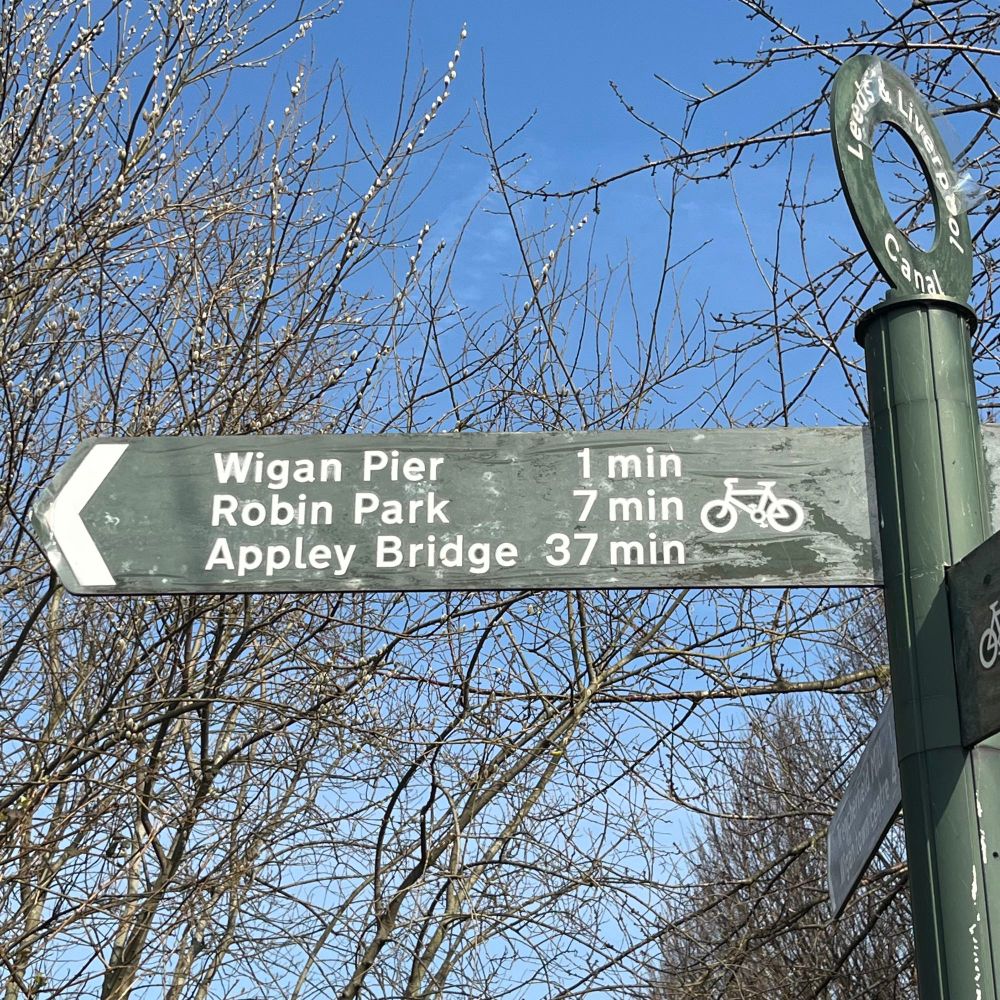 Leeds & Liverpool
Canal
Wigan Pier 1 min
Robin Park 7 min
Appley Bridge 37 min